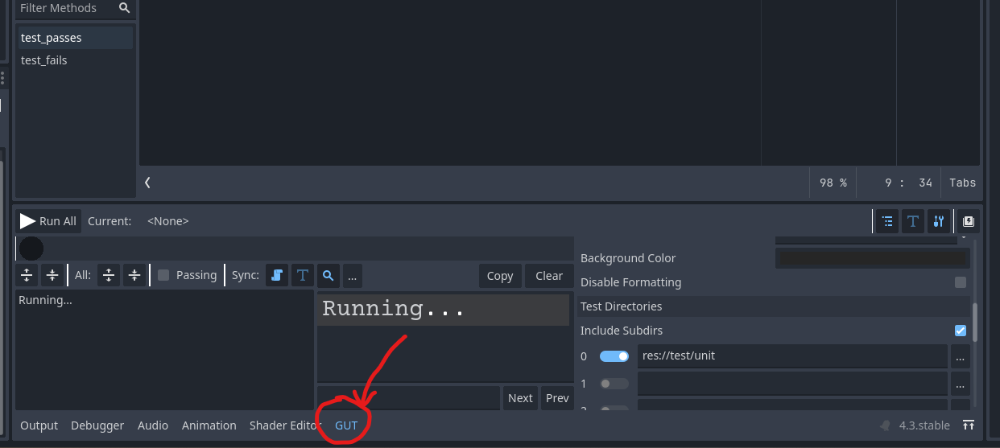 Filter Methods
test_passes
test_fails
98 % 9 : 34 Tabs
Run All Current: <None>
Background Color
All: Passing Sync: T ... Copy Clear
Disable Formatting
Running...
Running...
Test Directories
Include Subdirs
0 res://test/unit ...
1 ...
Next Prev
Output Debugger Audio Animation Shader Editor GUT 4.3.stable